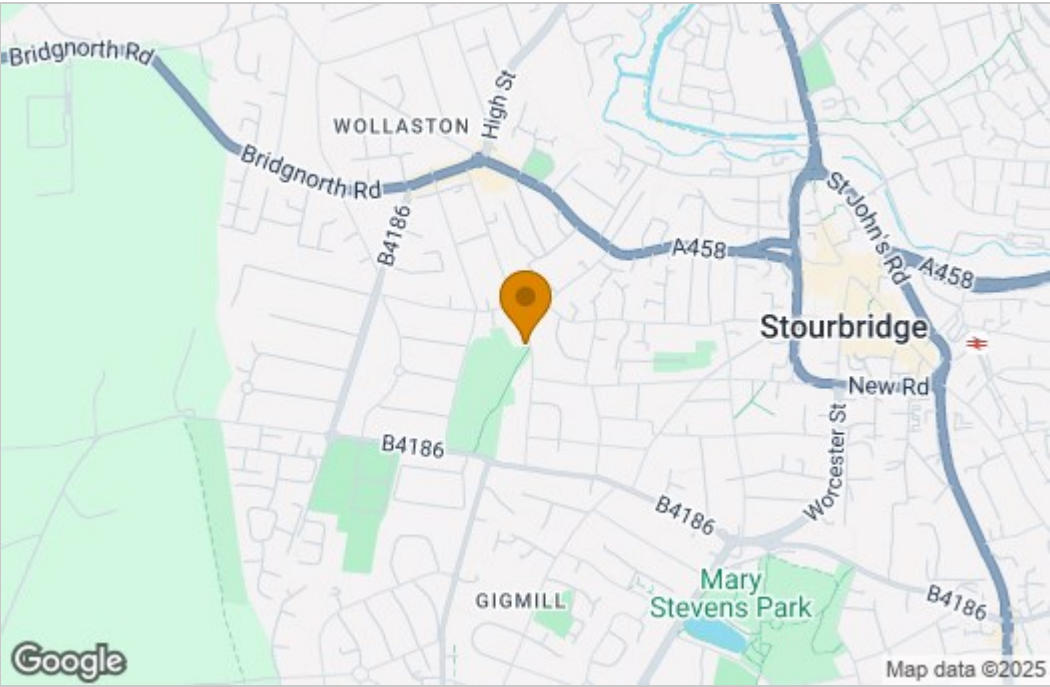 Bridgnorth Rd
High St
WOLLASTON
Bridgnorth Rd
St John's Rd
B4186
A458
A458
Stourbridge
New Rd
B4186
Worcester St
B4186
Mary
Stevens Park
GIGMILL
B4186
Google
Map data ©2025